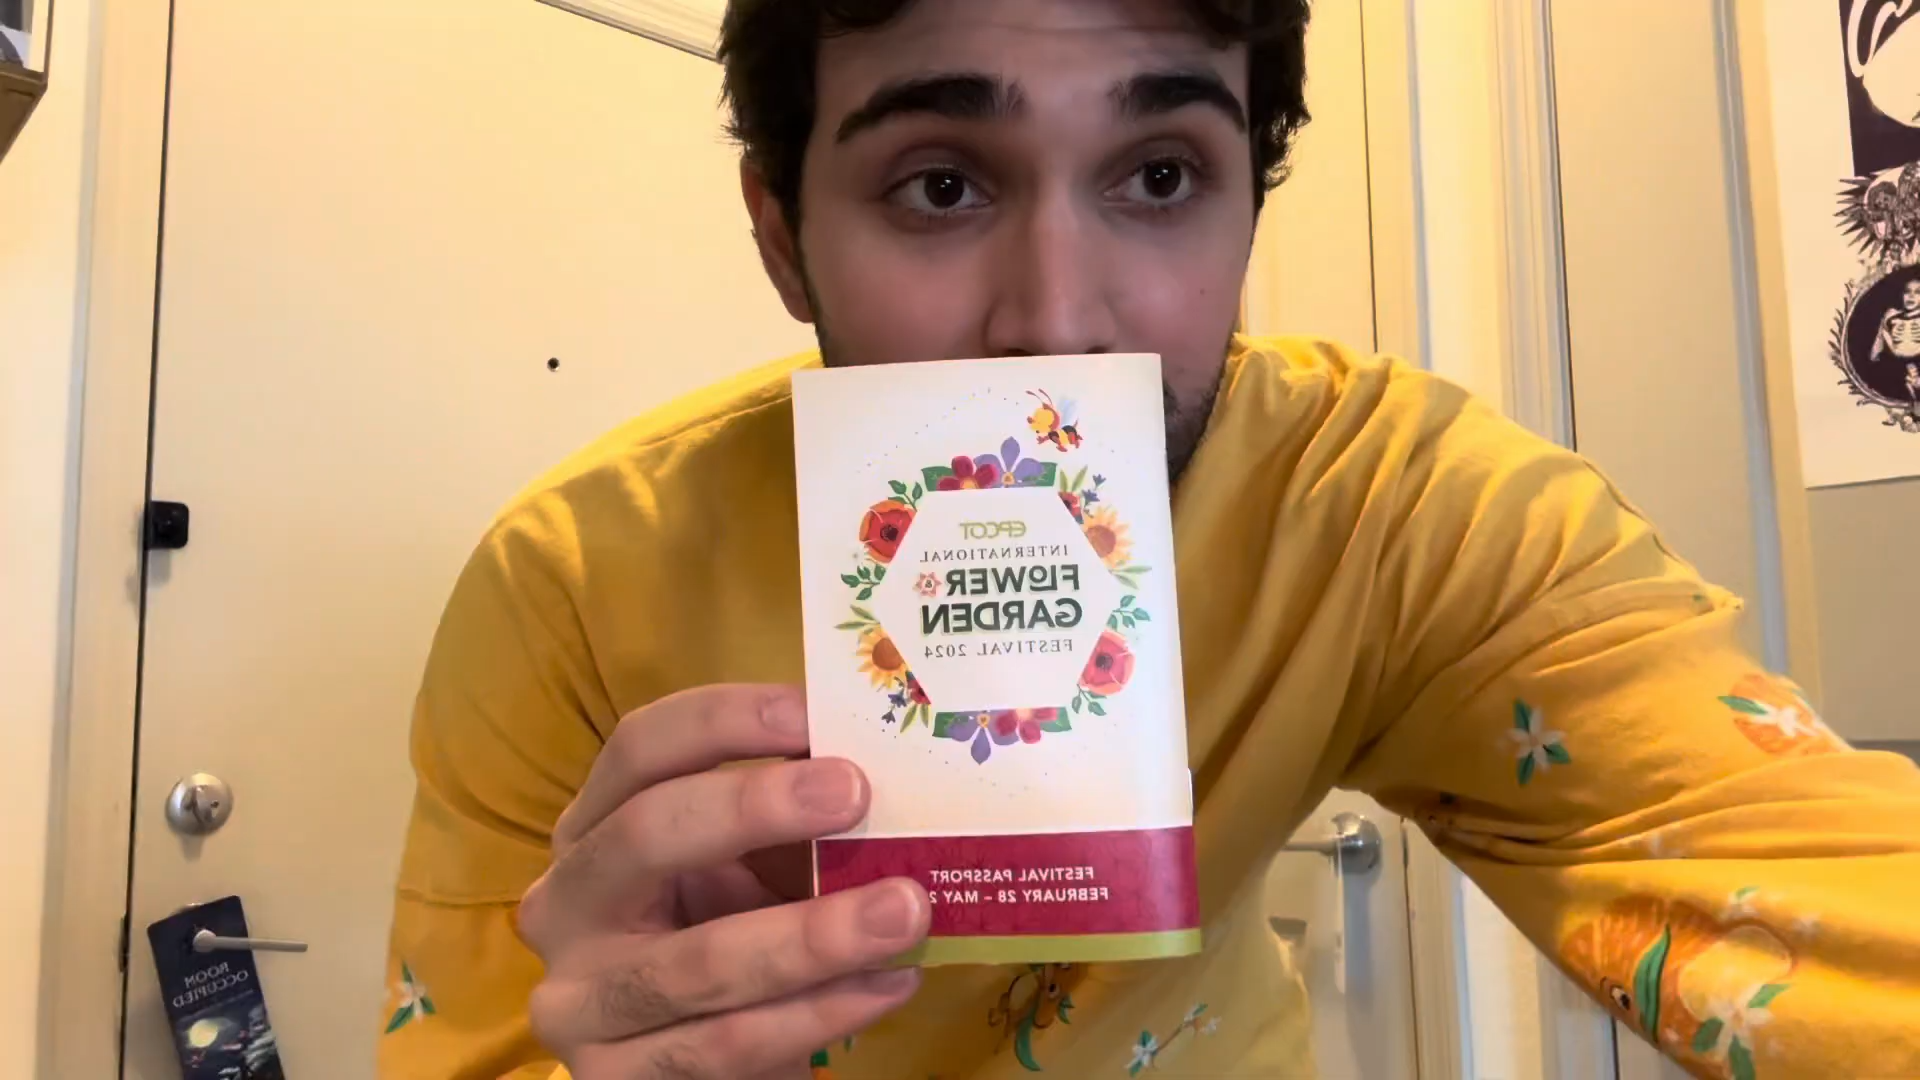 EPCOT
INTERNATIONAL
FLOWER &
GARDEN
FESTIVAL 2024
FESTIVAL PASSPORT
FEBRUARY 28 – MAY 2
ROOM
OCCUPIED